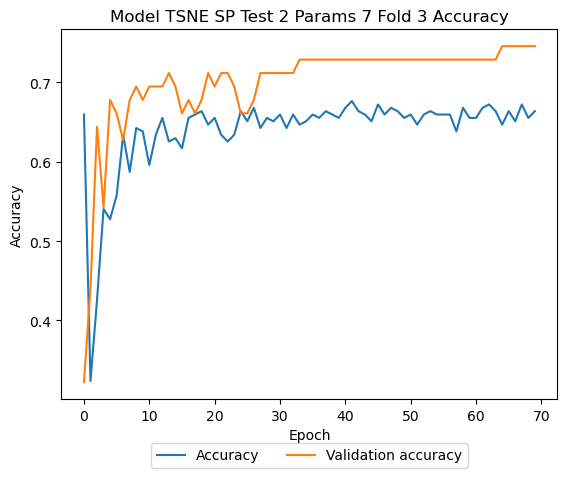 Model TSNE SP Test 2 Params 7 Fold 3 Accuracy
Accuracy
0.7
0.6
0.5
0.4
0 10 20 30 40 50 60 70
Epoch
Accuracy Validation accuracy